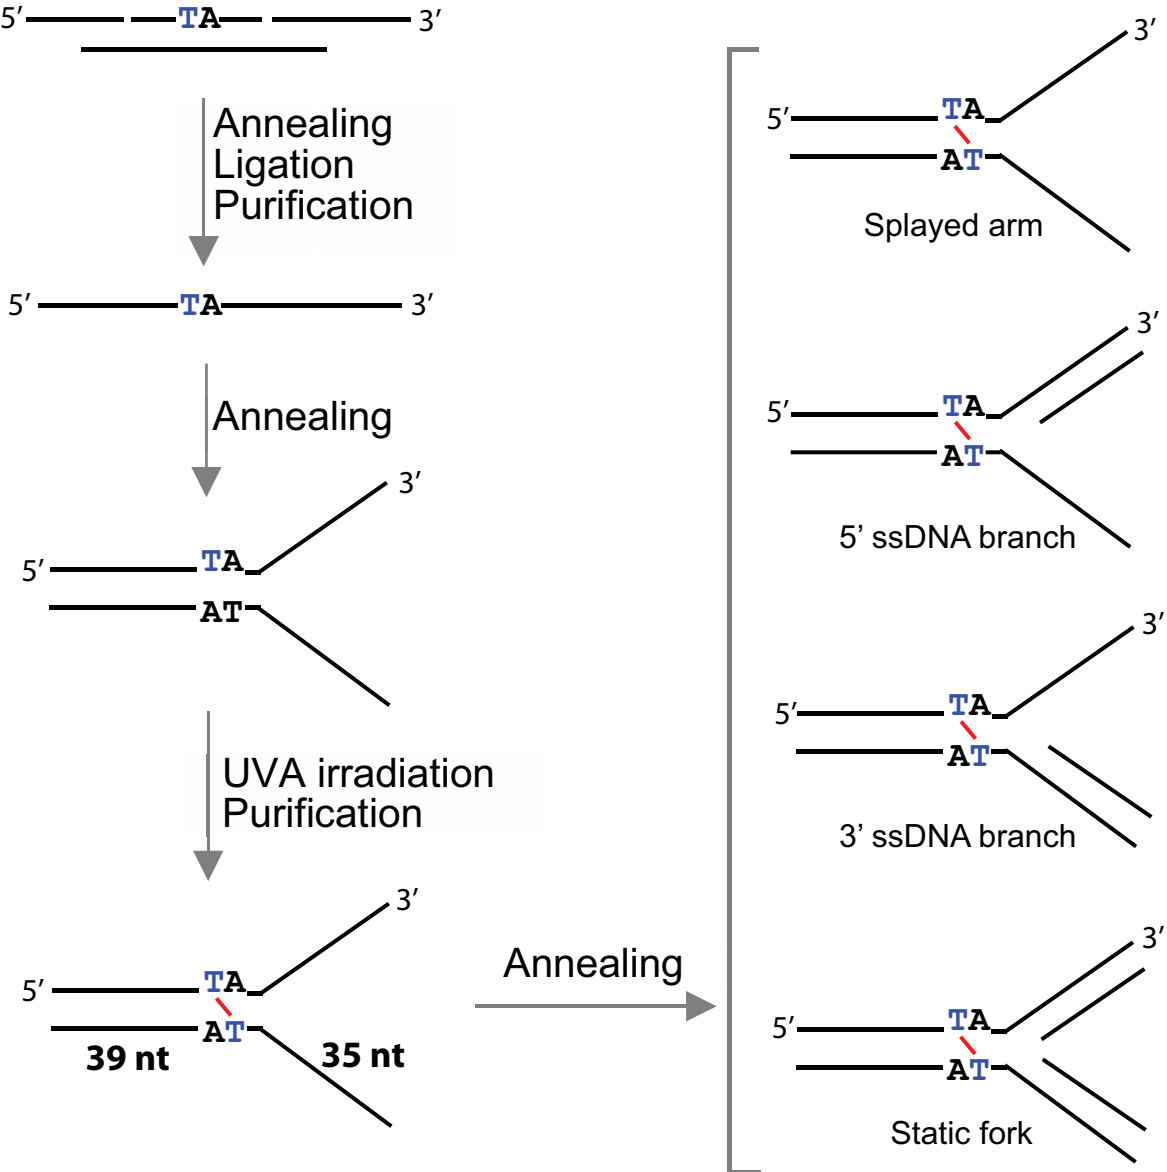 5′ TA 3′
Annealing
Ligation
Purification
5′ TA 3′
Annealing
3′
5′ TA
AT
UVA irradiation
Purification
3′
5′ TA
AT
39 nt 35 nt
Annealing
3′
5′ TA
AT
Splayed arm
3′
5′ TA
AT
5’ ssDNA branch
3′
5′ TA
AT
3’ ssDNA branch
3′
5′ TA
AT
Static fork